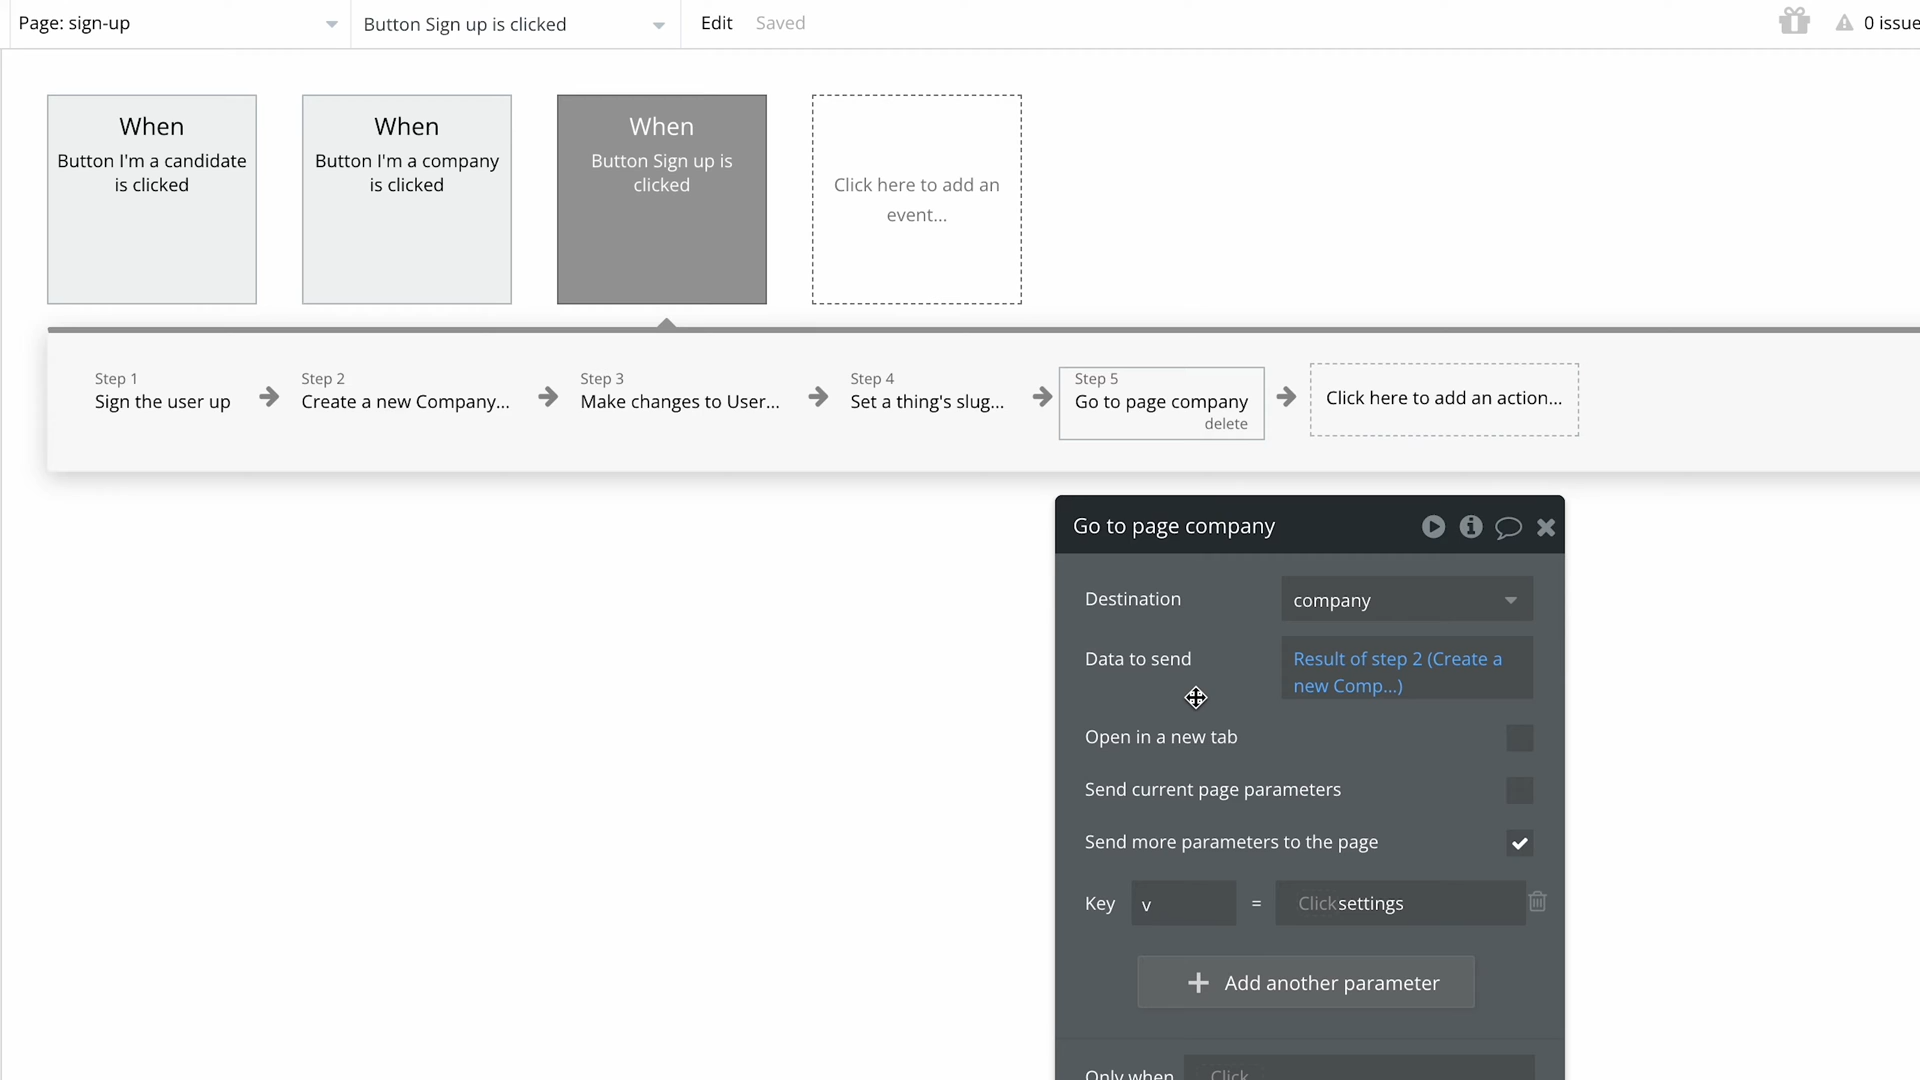 Page: sign-up
Button Sign up is clicked
Edit
Saved
0 issue
When
Button I'm a candidate
is clicked
When
Button I'm a company
is clicked
When
Button Sign up is
clicked
Click here to add an
event...
Step 1
Sign the user up
Step 2
Create a new Company...
Step 3
Make changes to User...
Step 4
Set a thing's slug...
Step 5
Go to page company
delete
Click here to add an action...
Go to page company
Destination
company
Data to send
Result of step 2 (Create a
new Comp...)
Open in a new tab
Send current page parameters
Send more parameters to the page
Key
v
=
Click settings
Add another parameter
Only when
Click